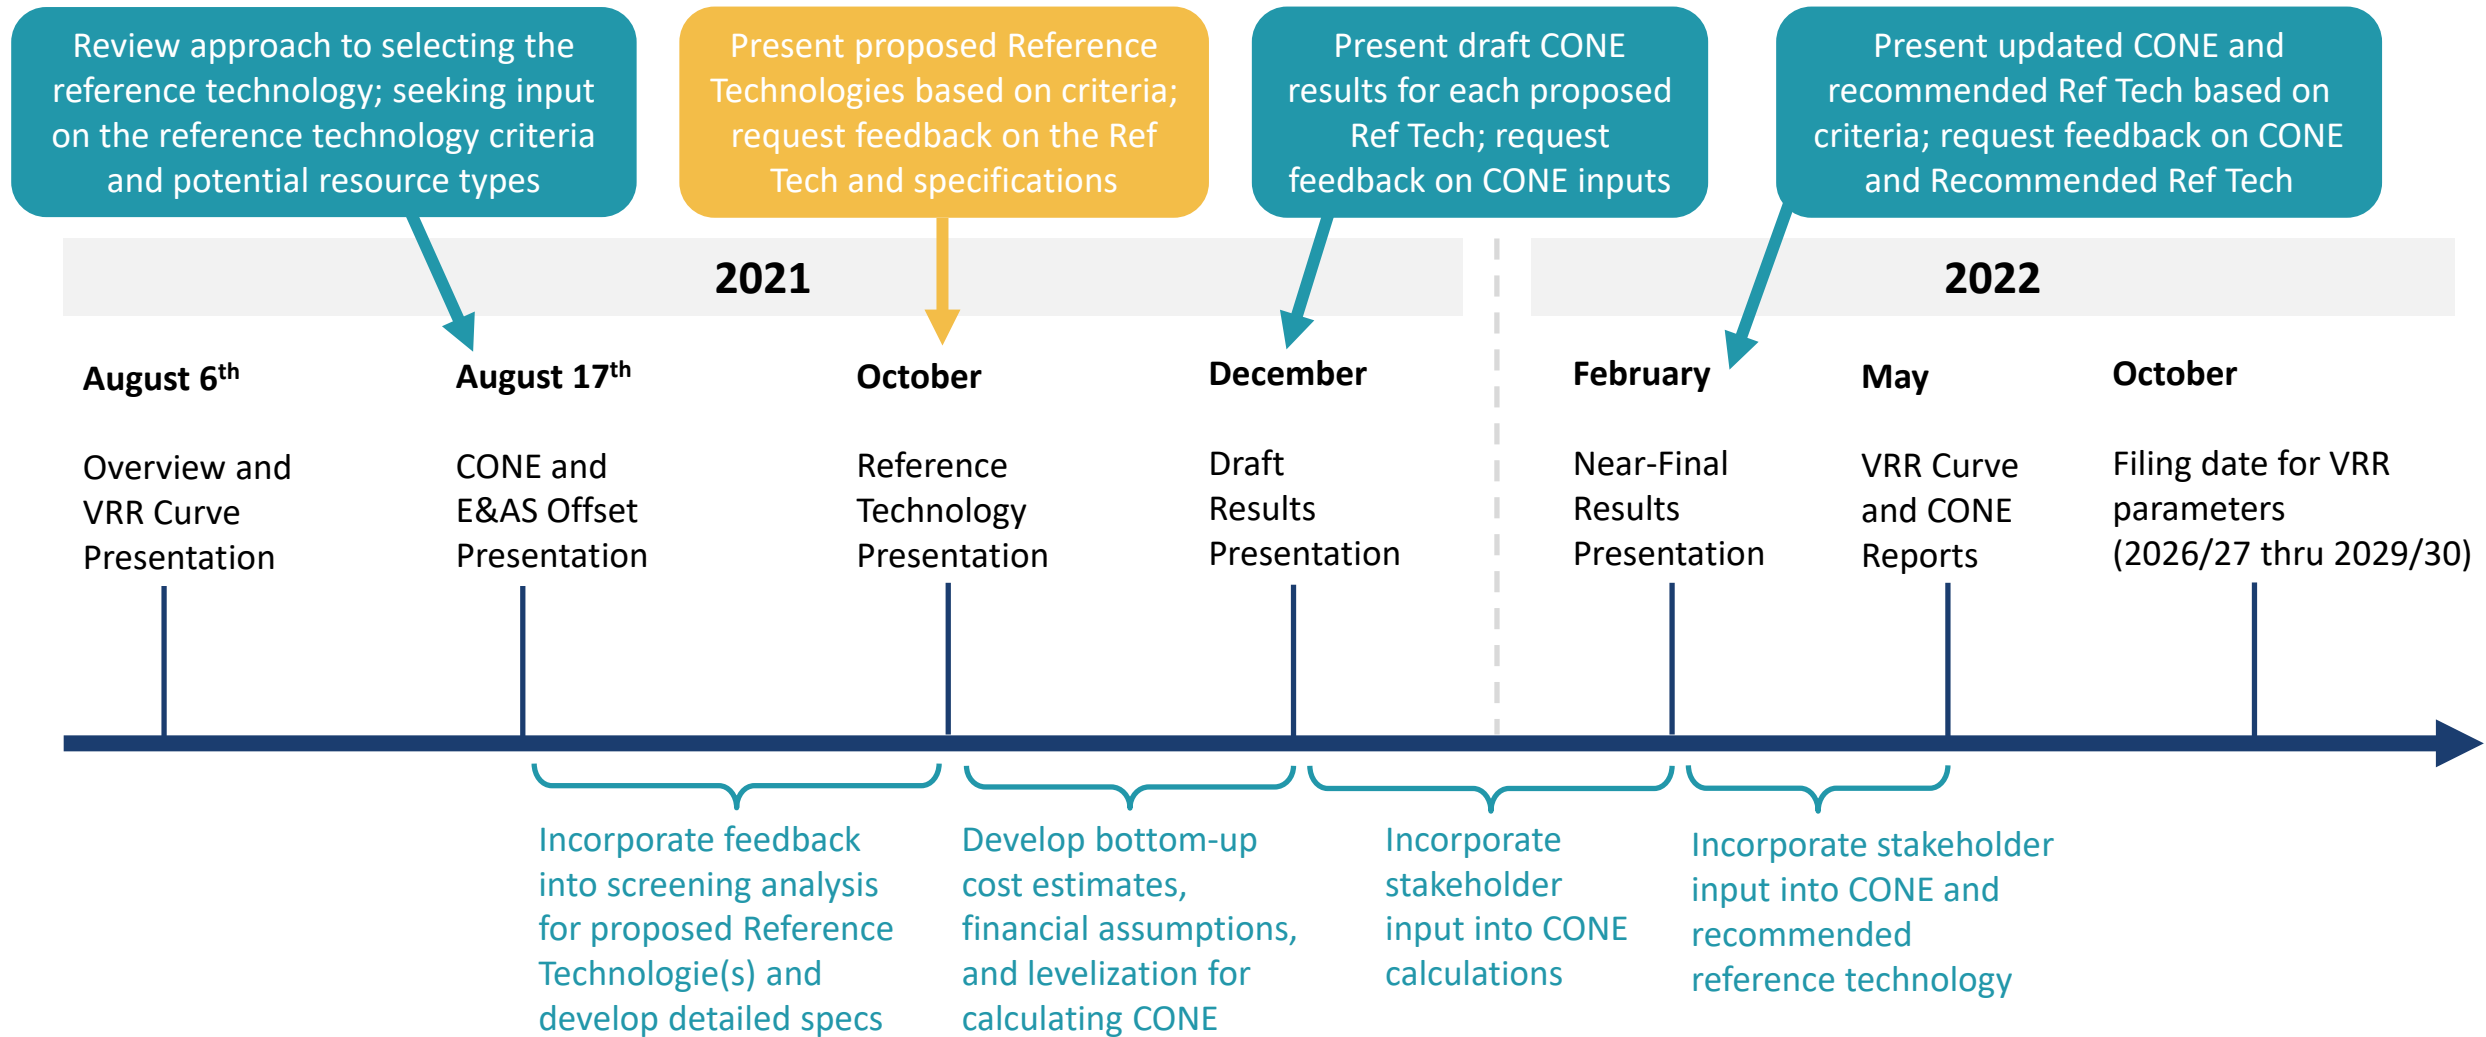 Review approach to selecting the
reference technology; seeking input
on the reference technology criteria
and potential resource types
Present proposed Reference
Technologies based on criteria;
request feedback on the Ref
Tech and specifications
Present draft CONE
results for each proposed
Ref Tech; request
feedback on CONE inputs
Present updated CONE and
recommended Ref Tech based on
criteria; request feedback on CONE
and Recommended Ref Tech
2021
2022
August 6th
Overview and
VRR Curve
Presentation
August 17th
CONE and
E&AS Offset
Presentation
October
Reference
Technology
Presentation
December
Draft
Results
Presentation
February
Near-Final
Results
Presentation
May
VRR Curve
and CONE
Reports
October
Filing date for VRR
parameters
(2026/27 thru 2029/30)
Incorporate feedback
into screening analysis
for proposed Reference
Technologie(s) and
develop detailed specs
Develop bottom-up
cost estimates,
financial assumptions,
and levelization for
calculating CONE
Incorporate
stakeholder
input into CONE
calculations
Incorporate stakeholder
input into CONE and
recommended
reference technology